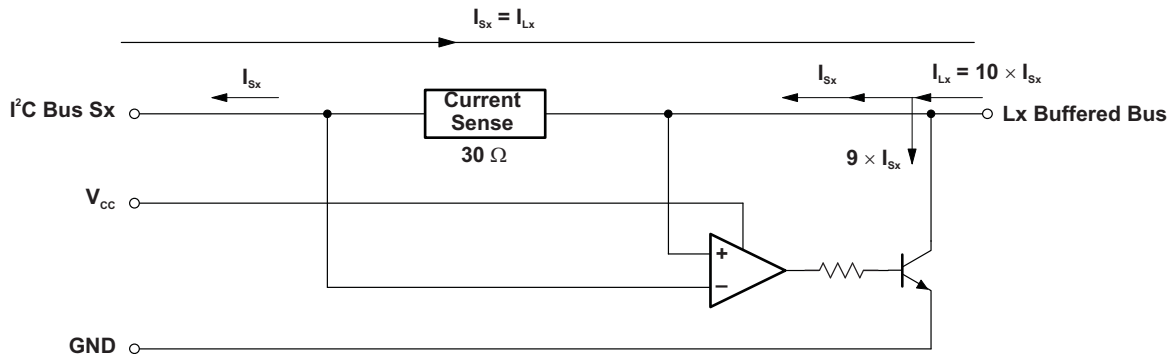 I_Sx = I_Lx
I_Sx
I_Sx
I_Lx = 10 × I_Sx
I²C Bus Sx
Current
Sense
Lx Buffered Bus
30 Ω
9 × I_Sx
V_CC
+
−
GND